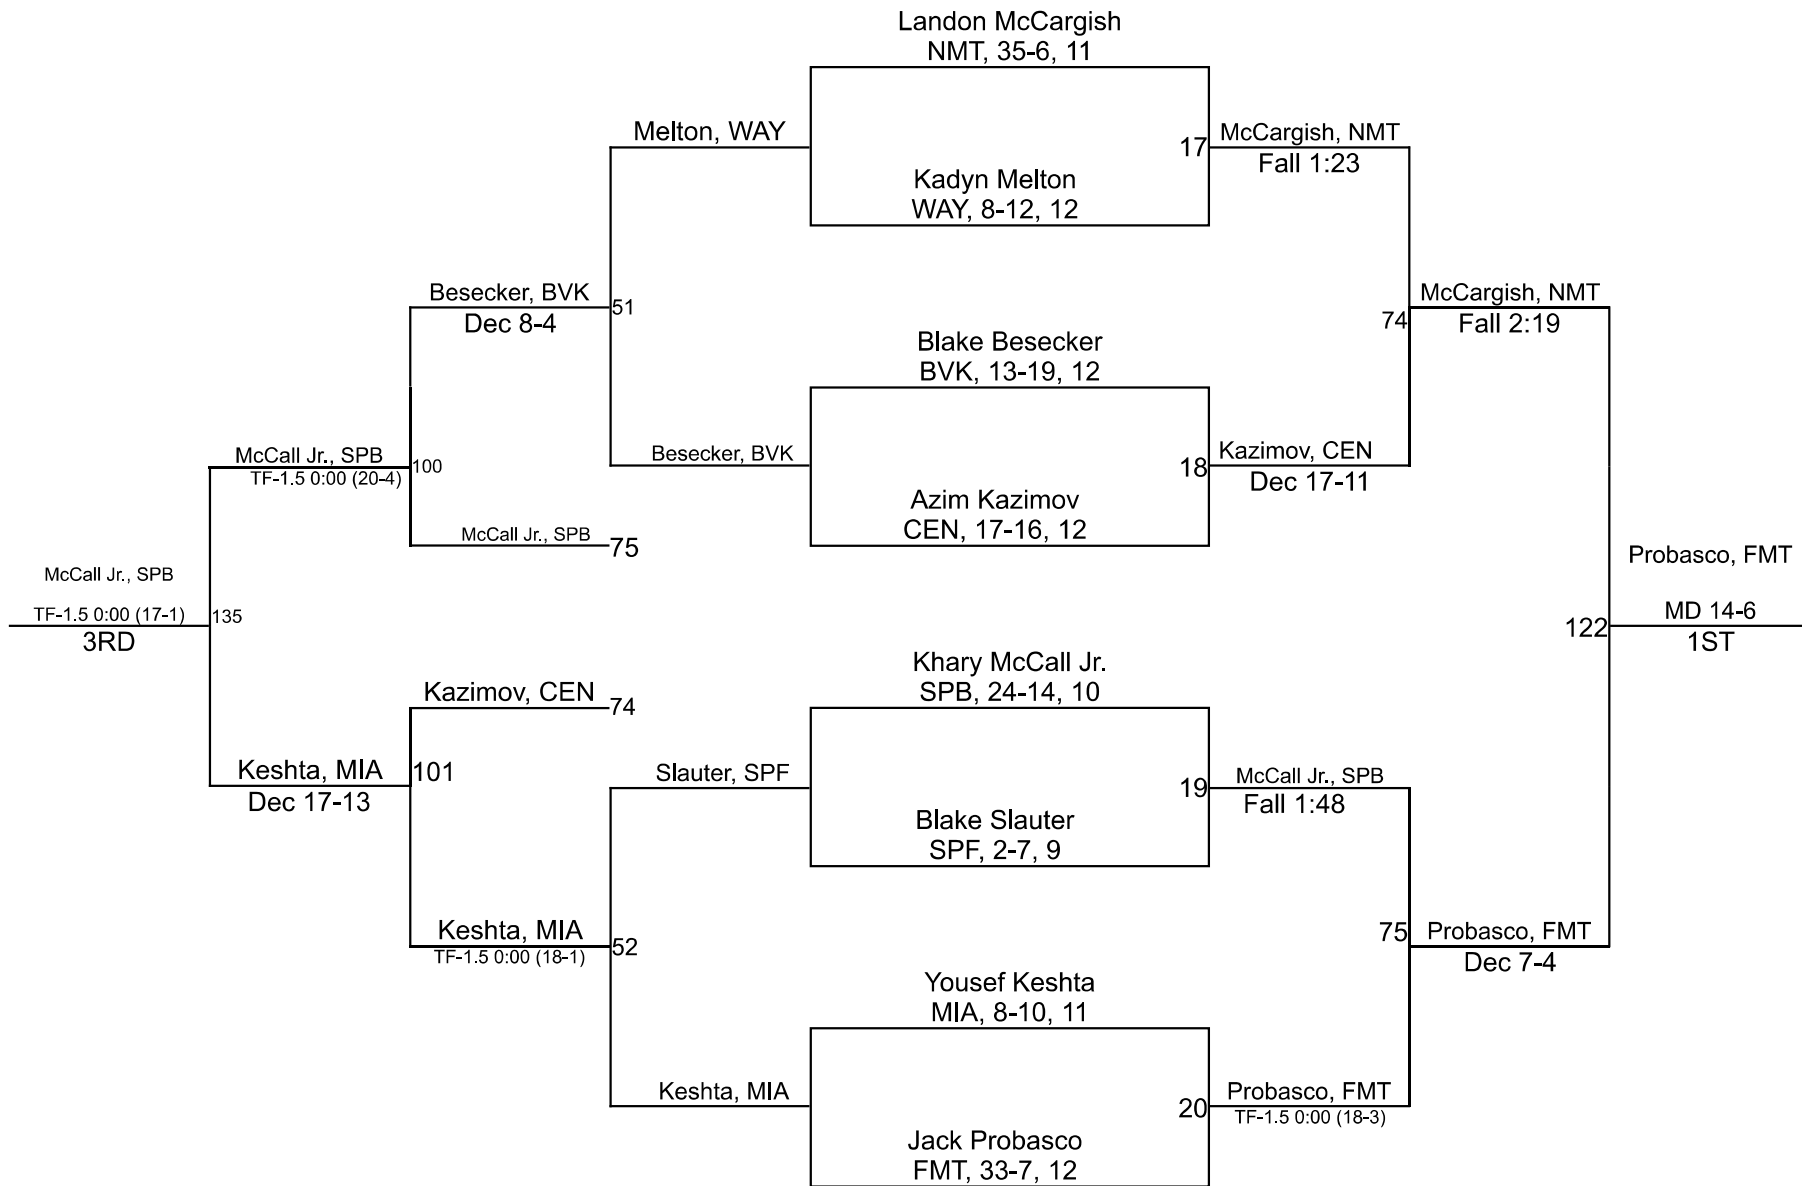 Landon McCargish
NMT, 35-6, 11
Melton, WAY
17
McCargish, NMT
Fall 1:23
Kadyn Melton
WAY, 8-12, 12
Besecker, BVK
Dec 8-4
51
McCargish, NMT
Fall 2:19
74
Blake Besecker
BVK, 13-19, 12
McCall Jr., SPB
TF-1.5 0:00 (20-4)
100
Besecker, BVK
18
Kazimov, CEN
Dec 17-11
Azim Kazimov
CEN, 17-16, 12
McCall Jr., SPB
75
McCall Jr., SPB
TF-1.5 0:00 (17-1)
3RD
135
Probasco, FMT
MD 14-6
1ST
122
Khary McCall Jr.
SPB, 24-14, 10
Kazimov, CEN
74
Keshta, MIA
Dec 17-13
101
Slauter, SPF
19
McCall Jr., SPB
Fall 1:48
Blake Slauter
SPF, 2-7, 9
Keshta, MIA
TF-1.5 0:00 (18-1)
52
75
Probasco, FMT
Dec 7-4
Yousef Keshta
MIA, 8-10, 11
Keshta, MIA
20
Probasco, FMT
TF-1.5 0:00 (18-3)
Jack Probasco
FMT, 33-7, 12